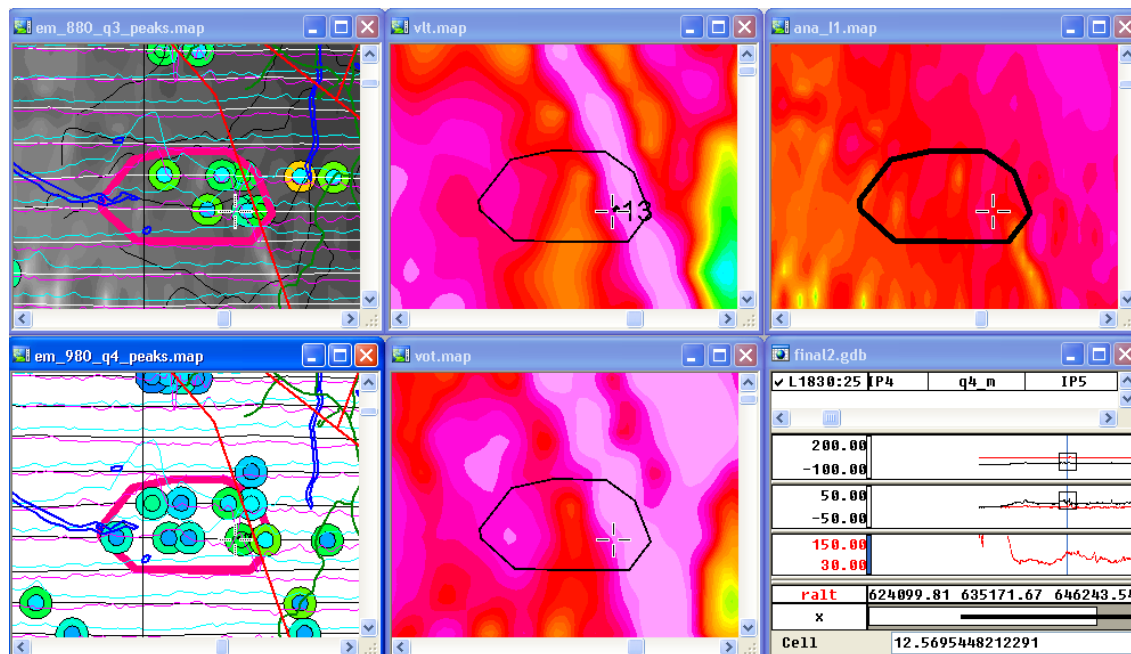 em_880_q3_peaks.map
vlt.map
ana_l1.map
13
em_980_q4_peaks.map
vot.map
final2.gdb
L1830:25 IP4 q4_m IP5
200.00
-100.00
50.00
-50.00
150.00
30.00
ralt 624099.81 635171.67 646243.54
x
Cell 12.5695448212291